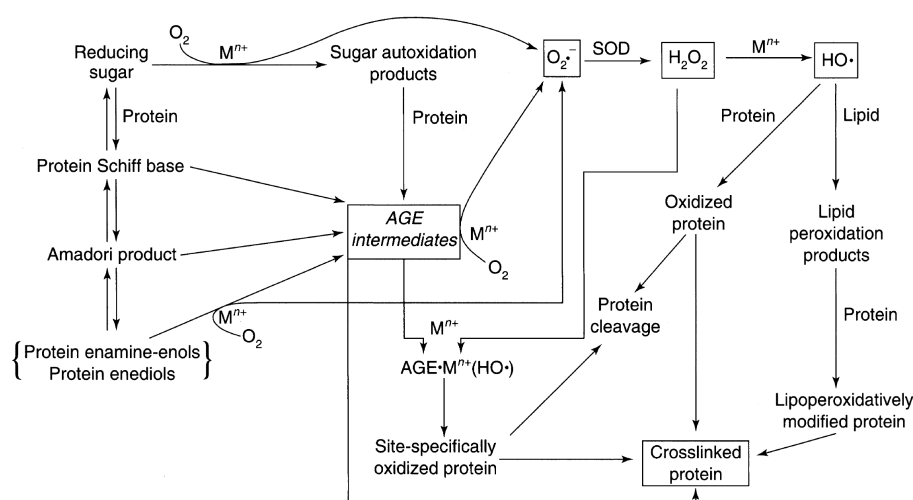 O₂
Mⁿ⁺
Reducing
sugar
Sugar autoxidation
products
O₂•⁻
SOD
H₂O₂
Mⁿ⁺
HO•
Protein
Protein
Protein
Lipid
Protein Schiff base
AGE
intermediates
Mⁿ⁺
O₂
Oxidized
protein
Lipid
peroxidation
products
Amadori product
Mⁿ⁺
O₂
Mⁿ⁺
Protein
cleavage
Protein
{Protein enamine-enols
Protein enediols}
AGE•Mⁿ⁺(HO•)
Lipoperoxidatively
modified protein
Site-specifically
oxidized protein
Crosslinked
protein